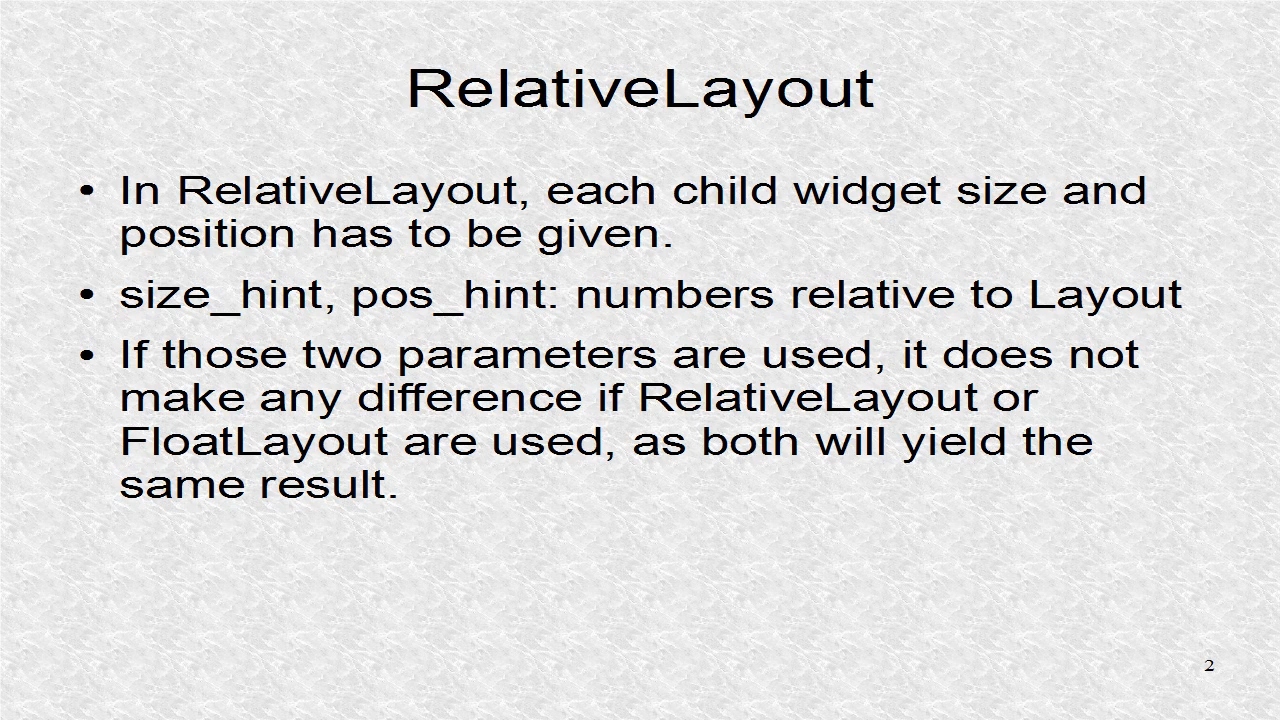 RelativeLayout
• In RelativeLayout, each child widget size and
position has to be given.
• size_hint, pos_hint: numbers relative to Layout
• If those two parameters are used, it does not
make any difference if RelativeLayout or
FloatLayout are used, as both will yield the
same result.
2